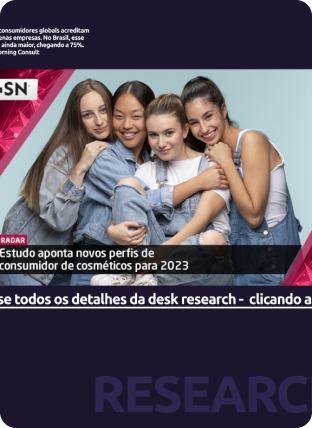 consumidores globais acreditam
enas empresas. No Brasil, esse
ainda maior, chegando a 75%.
orning Consult
SN
RADAR
Estudo aponta novos perfis de
consumidor de cosméticos para 2023
se todos os detalhes da desk research - clicando a
RESEARC